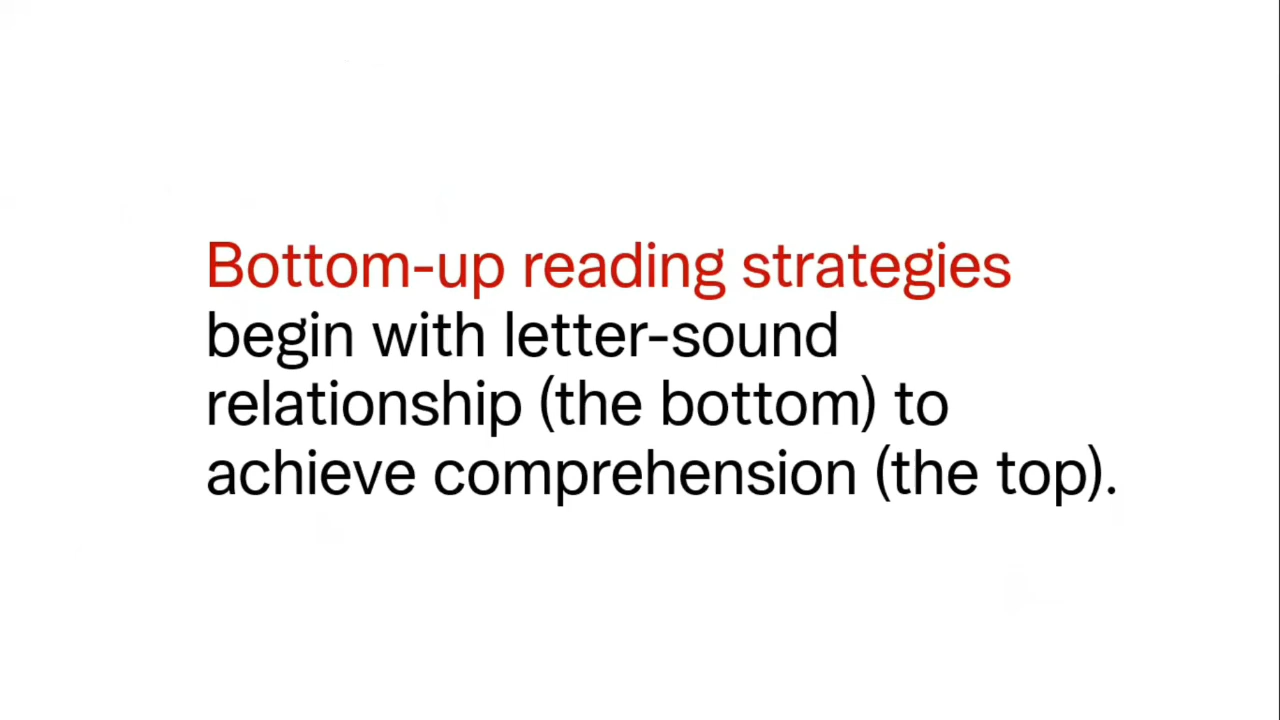 Bottom-up reading strategies
begin with letter-sound
relationship (the bottom) to
achieve comprehension (the top).